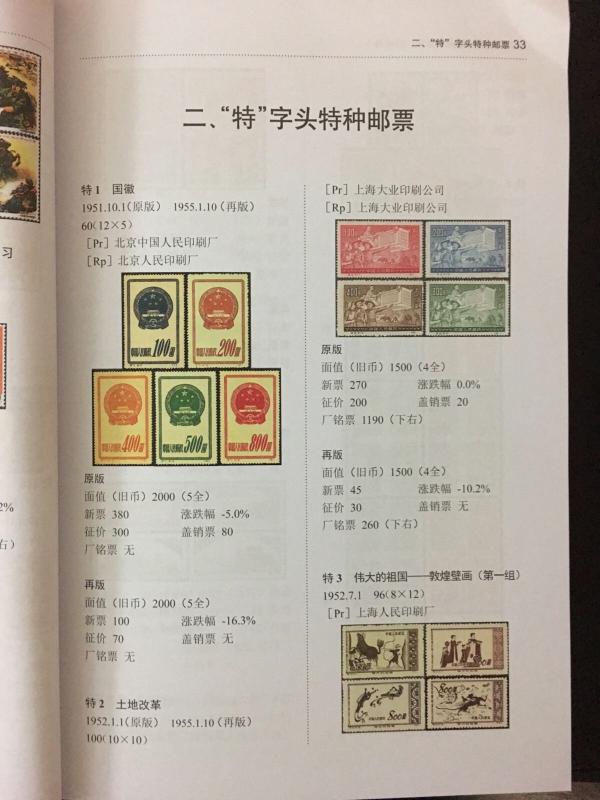 二、“特”字头特种邮票 33
二、“特”字头特种邮票
特1 国徽
1951.10.1(原版) 1955.1.10(再版)
60(12×5)
[Pr] 北京中国人民印刷厂
[Rp] 北京人民印刷厂
100
200
400
500
800
原版
面值（旧币）2000（5全）
新票 380 涨跌幅 -5.0%
征价 300 盖销票 80
厂铭票 无
再版
面值（旧币）2000（5全）
新票 100 涨跌幅 -16.3%
征价 70 盖销票 无
厂铭票 无
特2 土地改革
1952.1.1(原版) 1955.1.10(再版)
100(10×10)
[Pr] 上海大业印刷公司
[Rp] 上海大业印刷公司
原版
面值（旧币）1500（4全）
新票 270 涨跌幅 0.0%
征价 200 盖销票 20
厂铭票 1190（下右）
再版
面值（旧币）1500（4全）
新票 45 涨跌幅 -10.2%
征价 30 盖销票 无
厂铭票 260（下右）
特3 伟大的祖国——敦煌壁画（第一组）
1952.7.1 96(8×12)
[Pr] 上海人民印刷厂
800
800
习
2%
右）